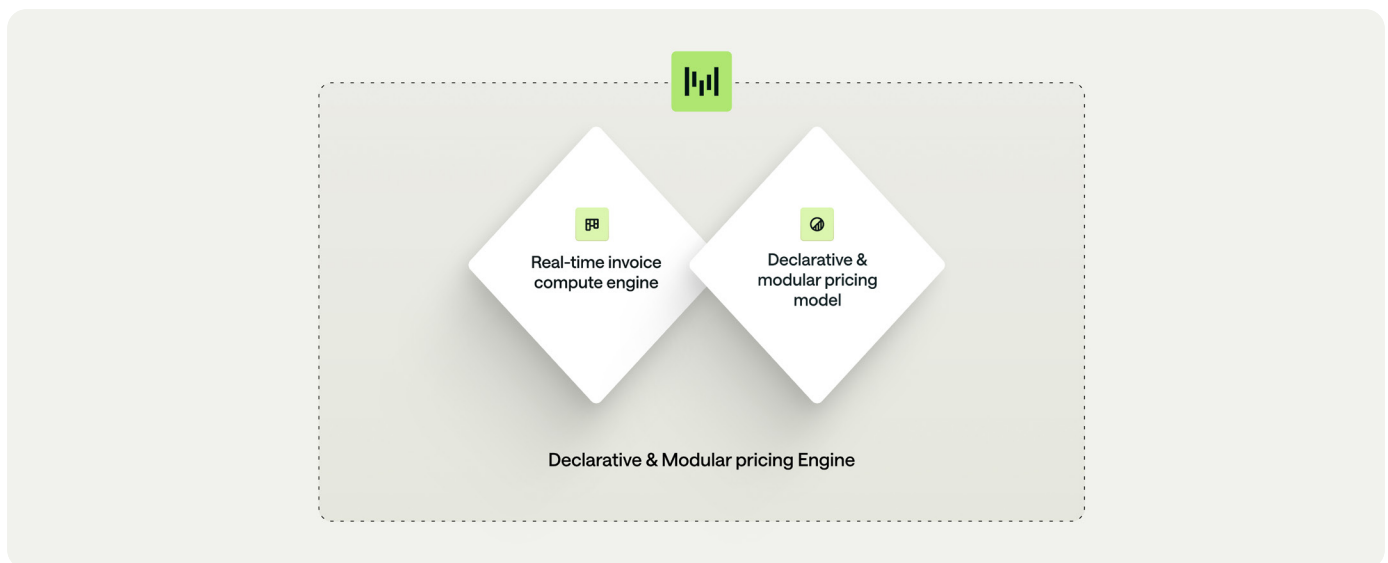 Real-time invoice
compute engine
Declarative &
modular pricing
model
Declarative & Modular pricing Engine